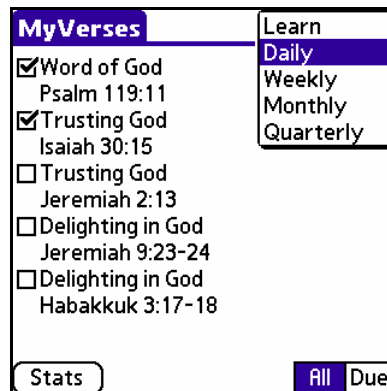 MyVerses
Learn
Daily
Weekly
Monthly
Quarterly
Word of God
Psalm 119:11
Trusting God
Isaiah 30:15
Trusting God
Jeremiah 2:13
Delighting in God
Jeremiah 9:23-24
Delighting in God
Habakkuk 3:17-18
Stats
All Due